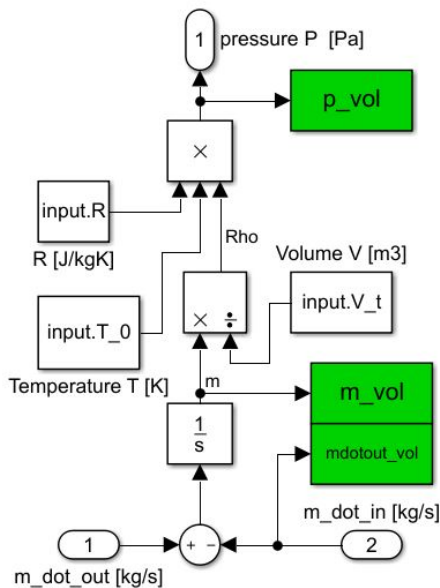 1
pressure P [Pa]
p_vol
×
input.R
R [J/kgK]
Rho
Volume V [m3]
input.T_0
× ÷
input.V_t
Temperature T [K]
m
m_vol
1
s
mdotout_vol
m_dot_in [kg/s]
1
+ −
2
m_dot_out [kg/s]